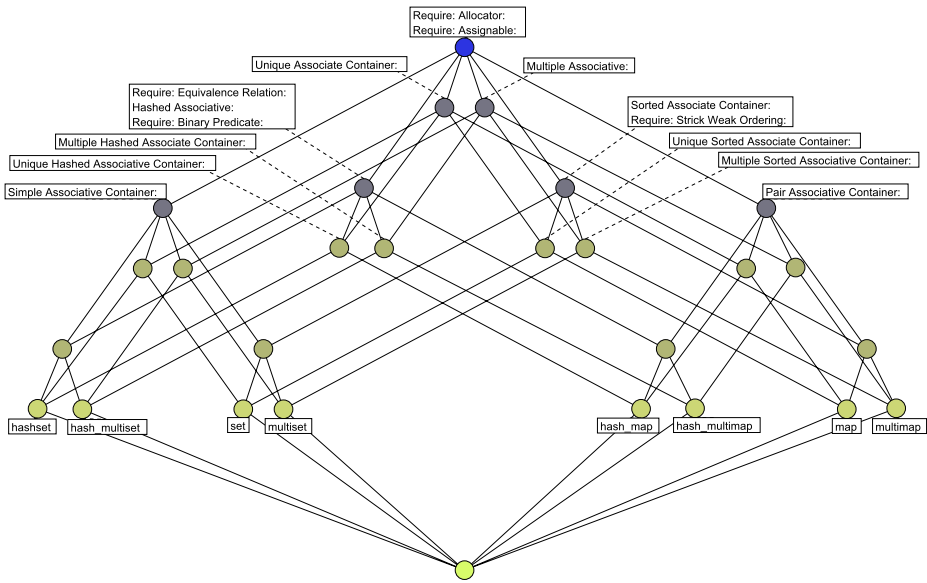 Require: Allocator:
Require: Assignable:
Unique Associate Container:
Multiple Associative:
Require: Equivalence Relation:
Hashed Associative:
Require: Binary Predicate:
Sorted Associate Container:
Require: Strick Weak Ordering:
Multiple Hashed Associate Container:
Unique Sorted Associate Container:
Unique Hashed Associative Container:
Multiple Sorted Associative Container:
Simple Associative Container:
Pair Associative Container:
hashset
hash_multiset
set
multiset
hash_map
hash_multimap
map
multimap